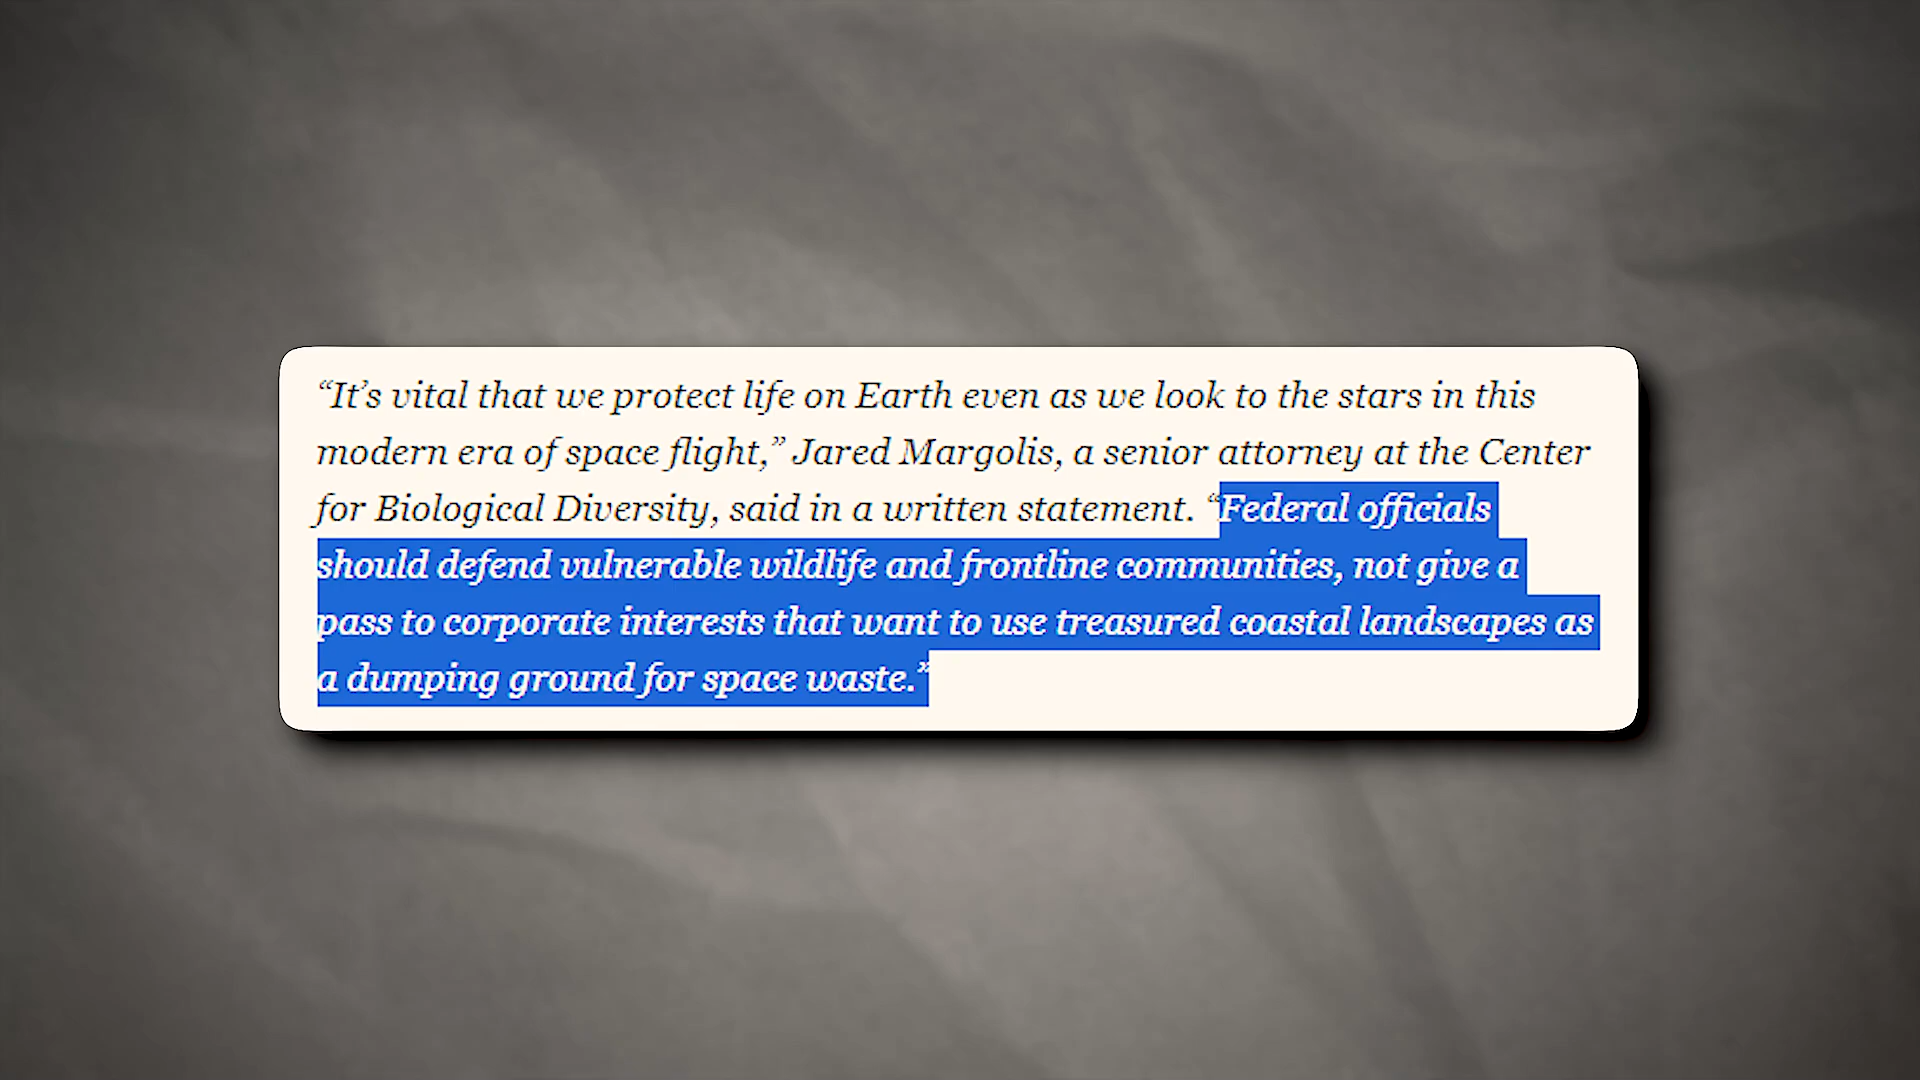 “It’s vital that we protect life on Earth even as we look to the stars in this
modern era of space flight,” Jared Margolis, a senior attorney at the Center
for Biological Diversity, said in a written statement. “Federal officials
should defend vulnerable wildlife and frontline communities, not give a
pass to corporate interests that want to use treasured coastal landscapes as
a dumping ground for space waste.”